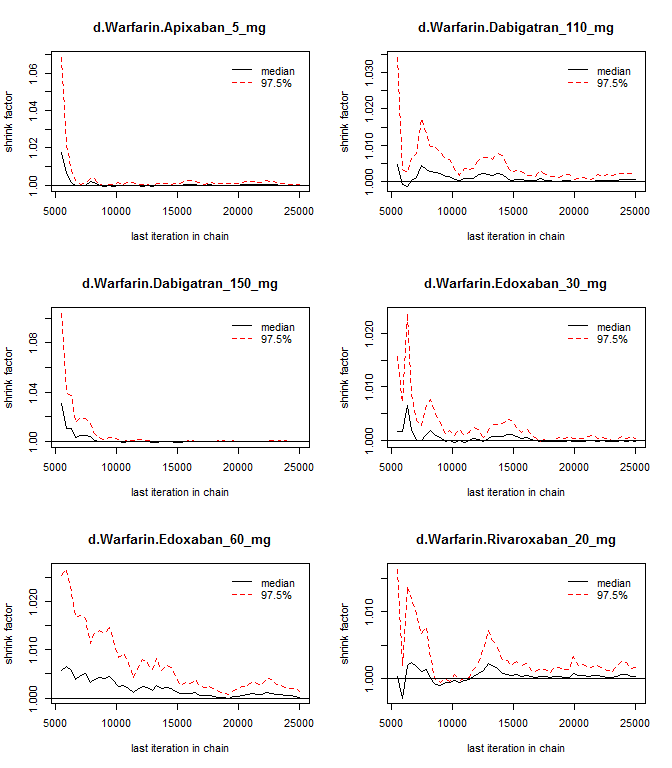 d.Warfarin.Apixaban_5_mg
shrink factor
1.00 1.02 1.04 1.06
median
97.5%
5000 10000 15000 20000 25000
last iteration in chain
d.Warfarin.Dabigatran_110_mg
shrink factor
1.000 1.010 1.020 1.030
median
97.5%
5000 10000 15000 20000 25000
last iteration in chain
d.Warfarin.Dabigatran_150_mg
shrink factor
1.00 1.04 1.08
median
97.5%
5000 10000 15000 20000 25000
last iteration in chain
d.Warfarin.Edoxaban_30_mg
shrink factor
1.000 1.010 1.020
median
97.5%
5000 10000 15000 20000 25000
last iteration in chain
d.Warfarin.Edoxaban_60_mg
shrink factor
1.000 1.010 1.020
median
97.5%
5000 10000 15000 20000 25000
last iteration in chain
d.Warfarin.Rivaroxaban_20_mg
shrink factor
1.000 1.010
median
97.5%
5000 10000 15000 20000 25000
last iteration in chain